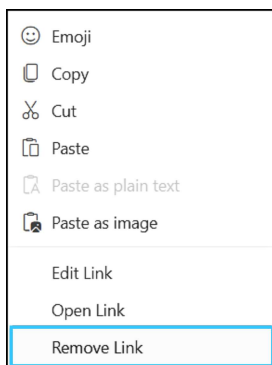 Emoji
Copy
Cut
Paste
Paste as plain text
Paste as image
Edit Link
Open Link
Remove Link